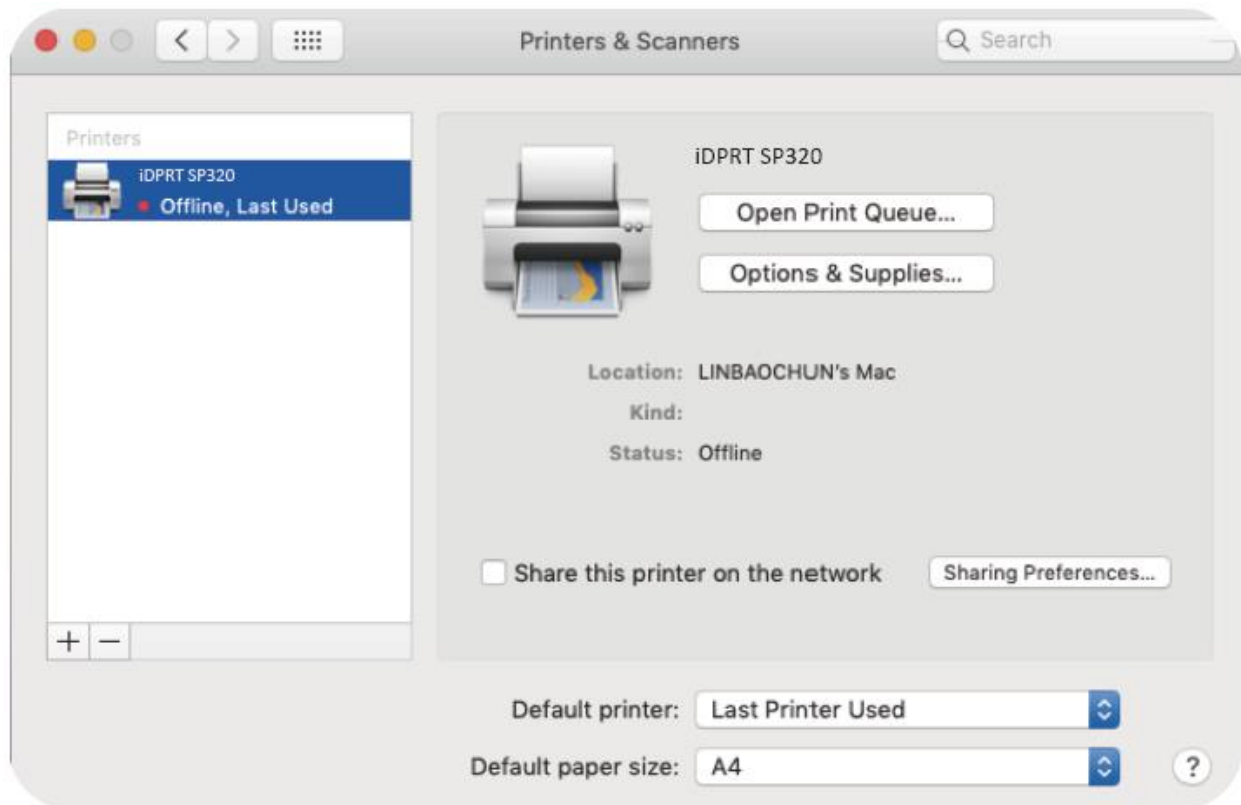 Printers & Scanners
Search
Printers
iDPRT SP320
Offline, Last Used
iDPRT SP320
Open Print Queue...
Options & Supplies...
Location: LINBAOCHUN's Mac
Kind:
Status: Offline
Share this printer on the network
Sharing Preferences...
+ −
Default printer: Last Printer Used
Default paper size: A4
?